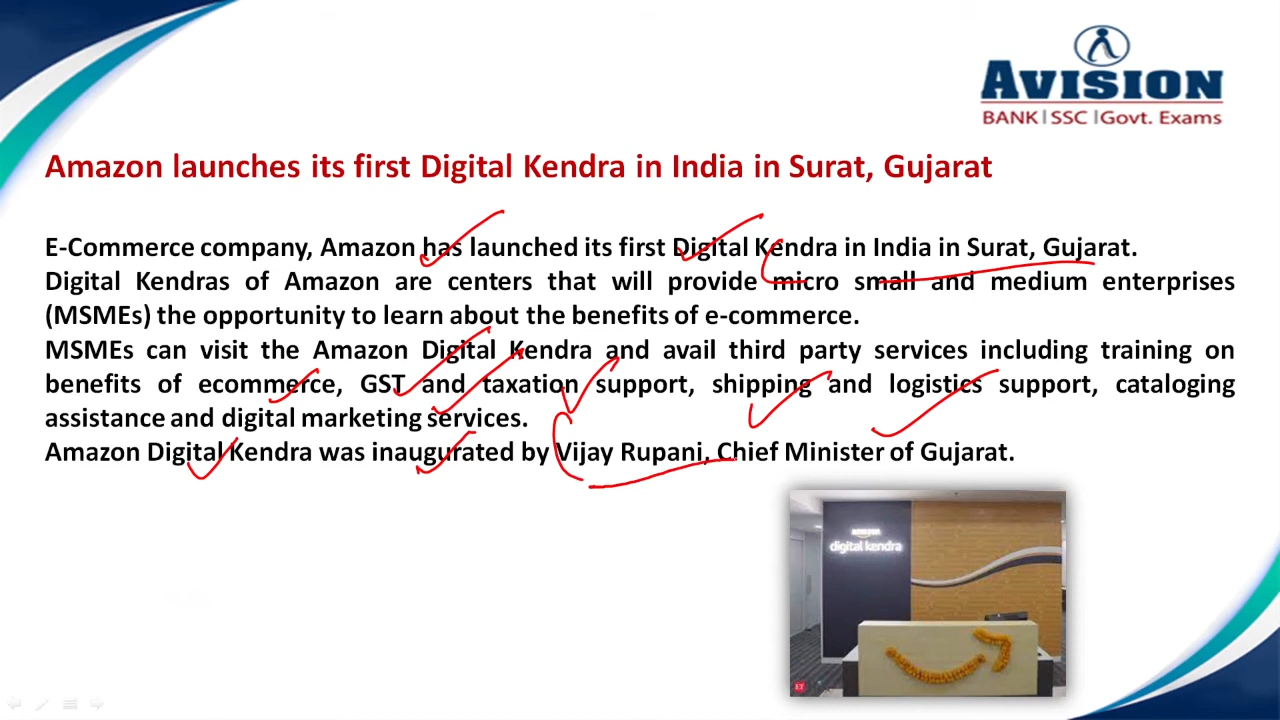 AVISION
BANK | SSC | Govt. Exams
Amazon launches its first Digital Kendra in India in Surat, Gujarat
E-Commerce company, Amazon has launched its first Digital Kendra in India in Surat, Gujarat.
Digital Kendras of Amazon are centers that will provide micro small and medium enterprises
(MSMEs) the opportunity to learn about the benefits of e-commerce.
MSMEs can visit the Amazon Digital Kendra and avail third party services including training on
benefits of ecommerce, GST and taxation support, shipping and logistics support, cataloging
assistance and digital marketing services.
Amazon Digital Kendra was inaugurated by Vijay Rupani, Chief Minister of Gujarat.
amazon
digital kendra
ET